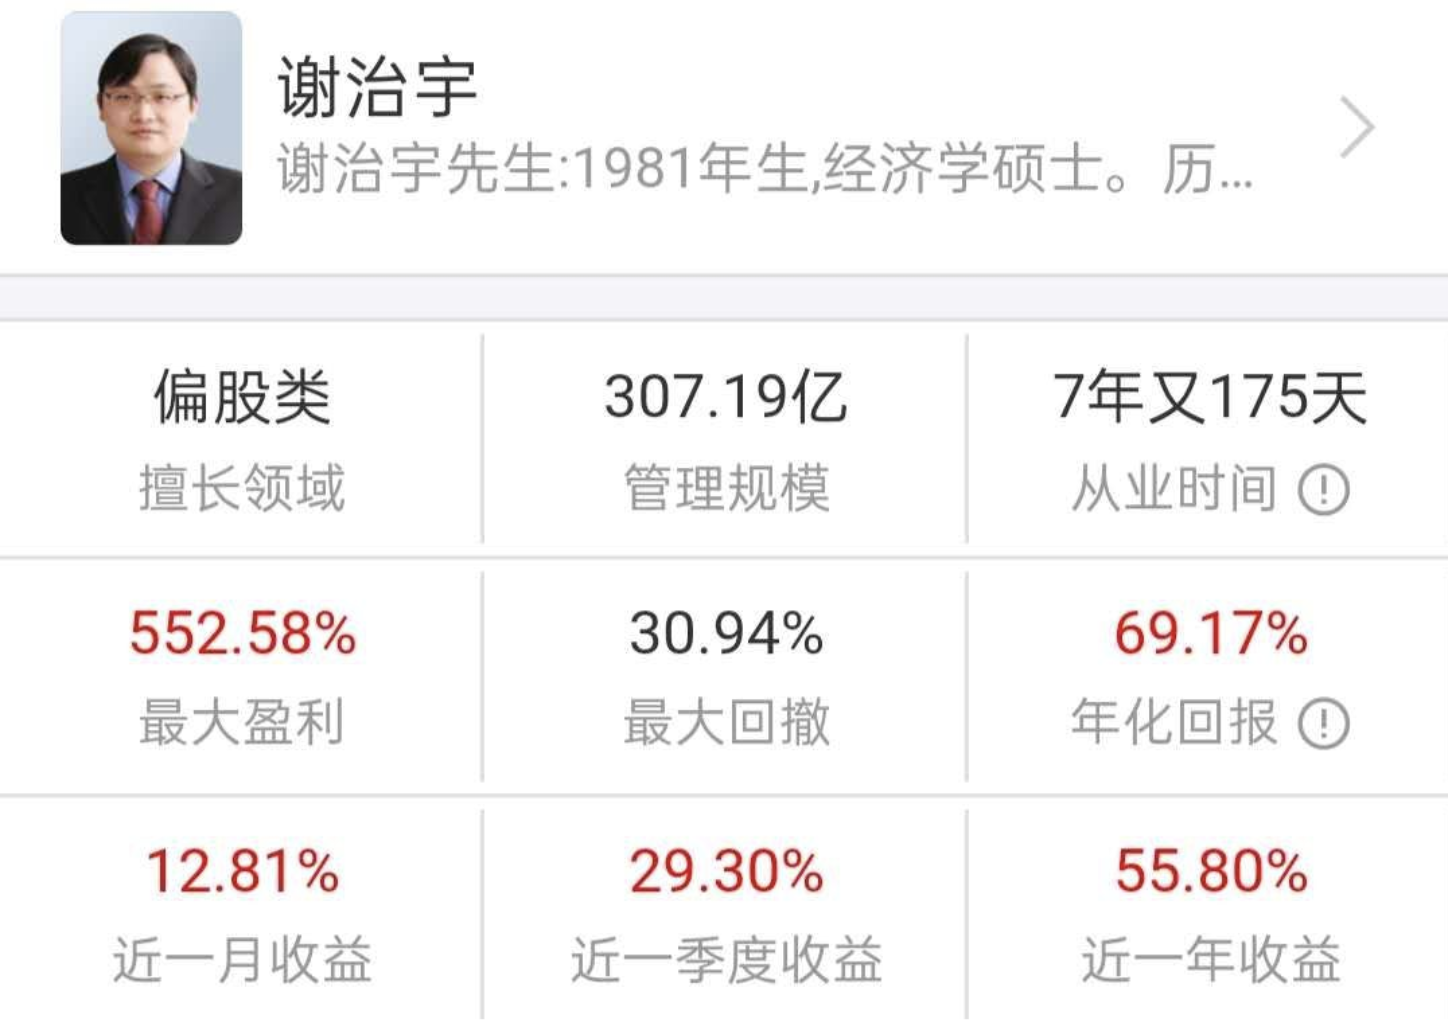 谢治宇
谢治宇先生:1981年生,经济学硕士。历...
偏股类
307.19亿
7年又175天
擅长领域
管理规模
从业时间
552.58%
30.94%
69.17%
最大盈利
最大回撤
年化回报
12.81%
29.30%
55.80%
近一月收益
近一季度收益
近一年收益